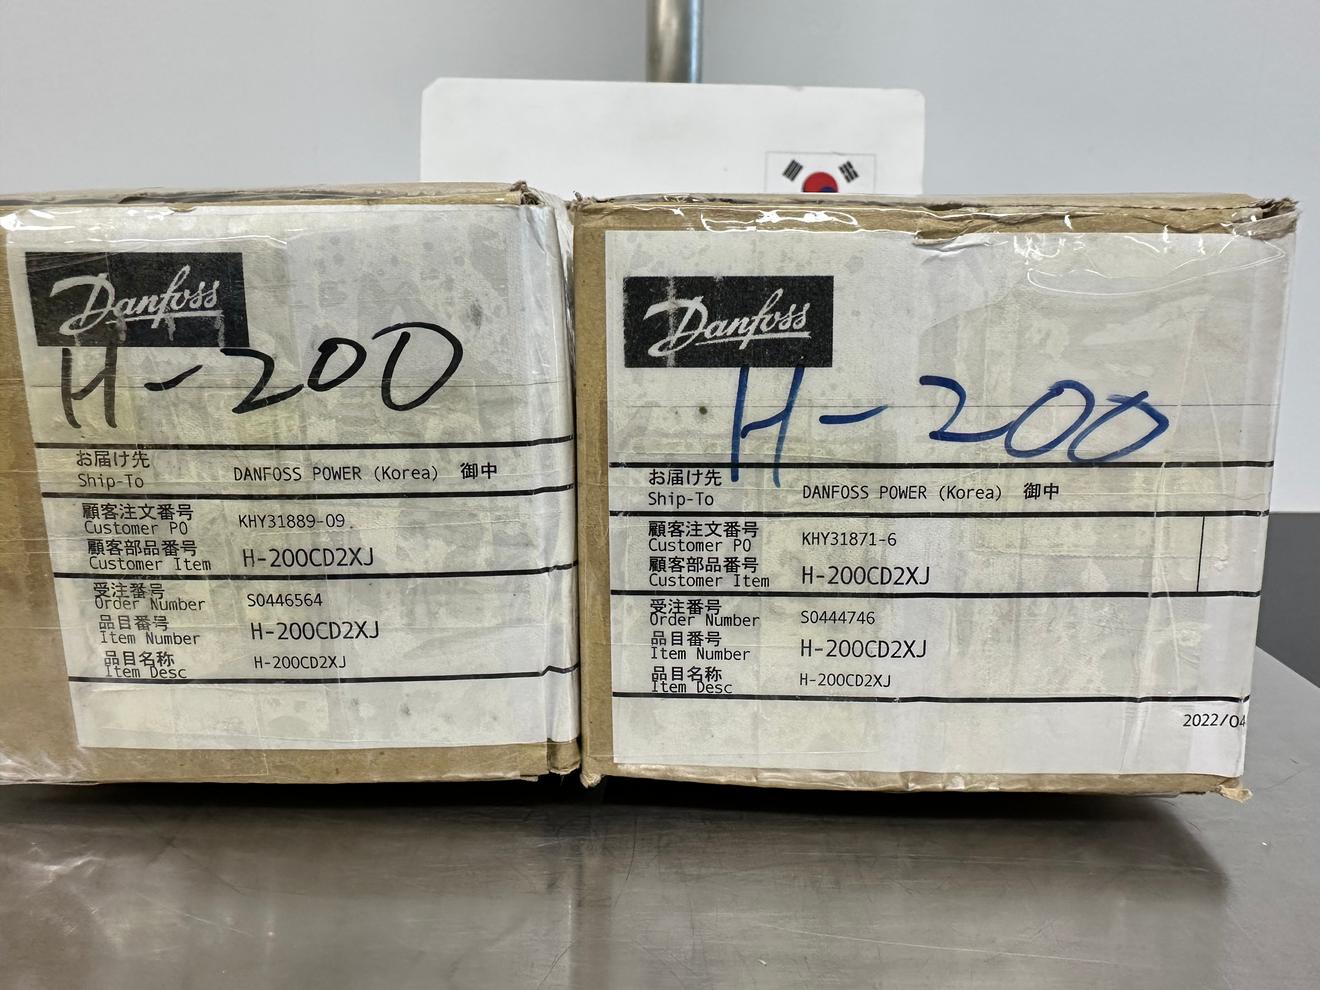 Danfoss
H-200
お届け先
Ship-To DANFOSS POWER (Korea) 御中
顧客注文番号
Customer PO KHY31889-09
顧客部品番号
Customer Item H-200CD2XJ
受注番号
Order Number S0446564
品目番号
Item Number H-200CD2XJ
品目名称
Item Desc H-200CD2XJ
Danfoss
H-200
お届け先
Ship-To DANFOSS POWER (Korea) 御中
顧客注文番号
Customer PO KHY31871-6
顧客部品番号
Customer Item H-200CD2XJ
受注番号
Order Number S0444746
品目番号
Item Number H-200CD2XJ
品目名称
Item Desc H-200CD2XJ
2022/04